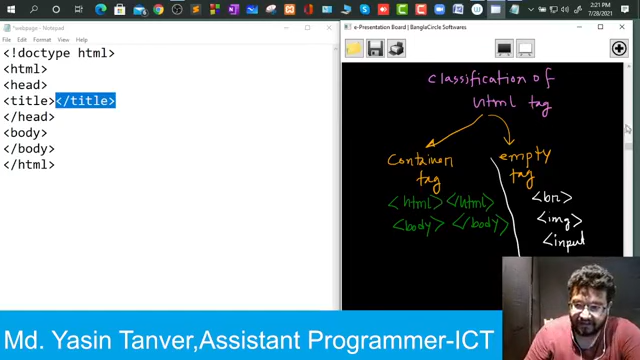 *webpage - Notepad
File Edit Format View Help
<!doctype html>
<html>
<head>
<title></title>
</head>
<body>
</body>
</html>
2:21 PM
7/28/2021
e-Presentation Board : BanglaCircle Softwares
classification of
html tag
Container
tag
<html> </html>
<body> </body>
empty
tag
<br>
<img>
<input
Md. Yasin Tanver,Assistant Programmer-ICT